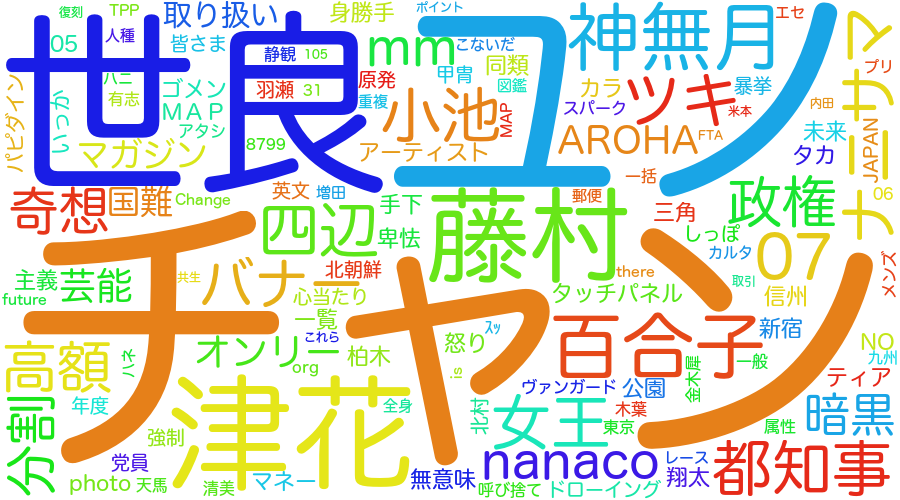 復刻
TPP
身勝手
ポイント
エセ
取り扱い
世良
ユノ
神無月
ナニサマ
05
人種
皆さま
静観
105
mm
こないだ
同類
ハニ
ゴメン
羽瀬
31
原発
甲冑
図鑑
カラ
ツキ
暴挙
プリ
パピダイン
いっか
有志
MAP
重複
小池
スパーク
米本
内田
アタシ
8799
MAP
AROHA
FTA
未来
JAPAN
マガジン
アーティスト
タカ
奇想
国難
英文
増田
藤村
郵便
一括
政権
06
Change
四辺
手下
卑怯
三角
しっぽ
カルタ
07
メンズ
チャン
北朝鮮
主義
芸能
共生
バナー
心当たり
there
取引
信州
future
タッチパネル
一覧
これら
百合子
新宿
NO
高額
ハネ
オンリー
org
柏木
怒り
ｽｯ
一般
九州
is
金木犀
ティア
ヴァンガード
公園
分割
年度
津花
全身
北村
女王
木葉
東京
属性
暗黒
強制
党員
マネー
無意味
nanaco
レース
翔太
都知事
photo
天馬
清美
呼び捨て
ドローイング